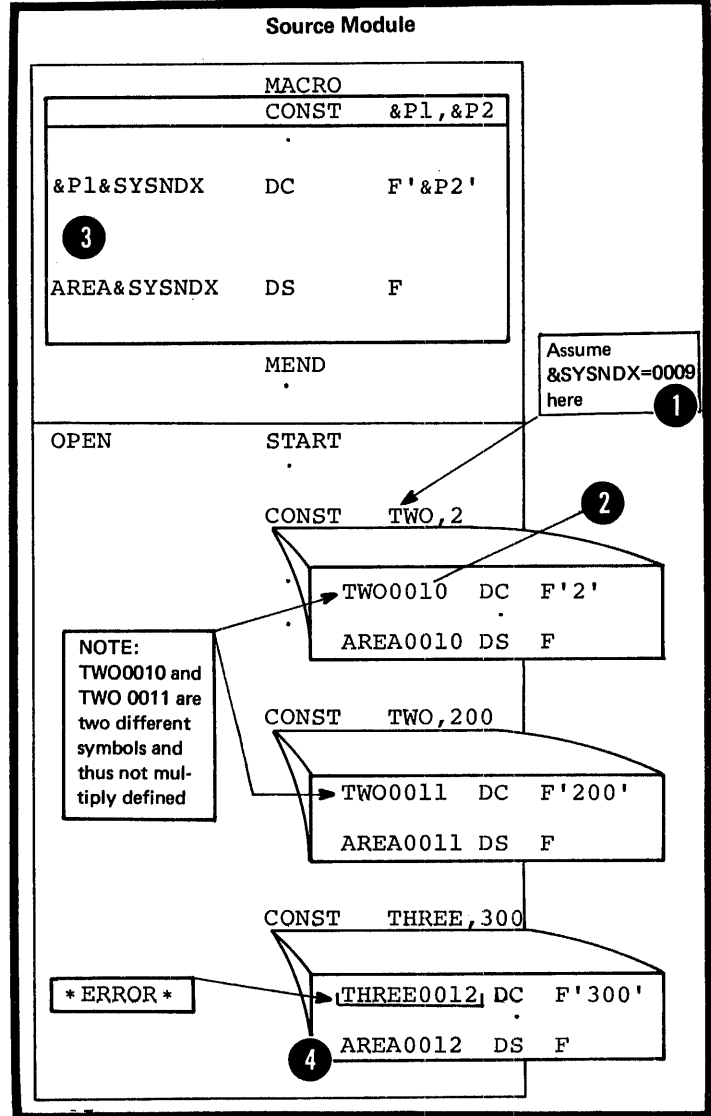 Source Module
MACRO
CONST &P1,&P2
.
&P1&SYSNDX DC F'&P2'
3
AREA&SYSNDX DS F
MEND
.
Assume
&SYSNDX=0009
here
1
OPEN START
.
CONST TWO,2
2
TWO0010 DC F'2'
.
AREA0010 DS F
.
.
NOTE:
TWO0010 and
TWO 0011 are
two different
symbols and
thus not mul-
tiply defined
CONST TWO,200
TWO0011 DC F'200'
AREA0011 DS F
CONST THREE,300
*ERROR*
THREE0012 DC F'300'
.
4
AREA0012 DS F